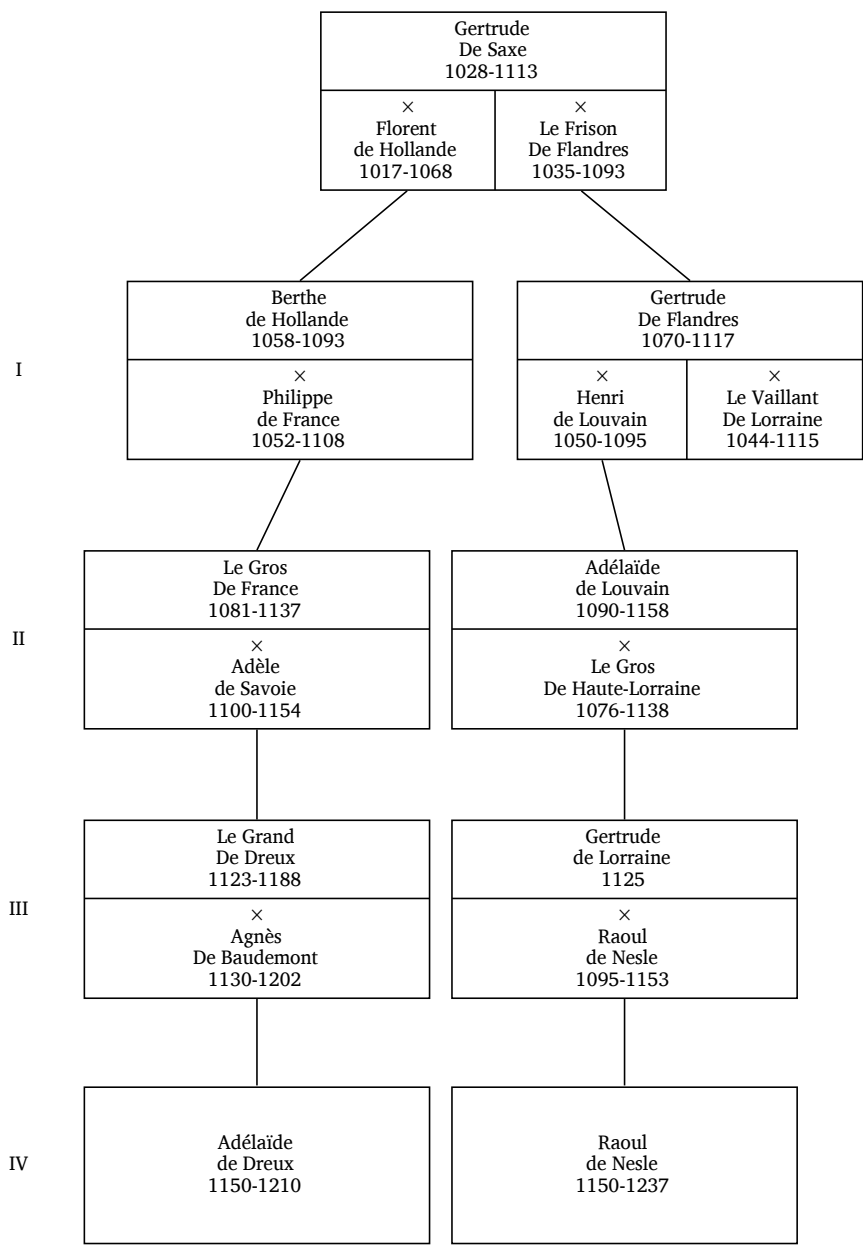 Gertrude
De Saxe
1028-1113
×
Florent
de Hollande
1017-1068
×
Le Frison
De Flandres
1035-1093
I
Berthe
de Hollande
1058-1093
×
Philippe
de France
1052-1108
Gertrude
De Flandres
1070-1117
×
Henri
de Louvain
1050-1095
×
Le Vaillant
De Lorraine
1044-1115
II
Le Gros
De France
1081-1137
×
Adèle
de Savoie
1100-1154
Adélaïde
de Louvain
1090-1158
×
Le Gros
De Haute-Lorraine
1076-1138
III
Le Grand
De Dreux
1123-1188
×
Agnès
De Baudemont
1130-1202
Gertrude
de Lorraine
1125
×
Raoul
de Nesle
1095-1153
IV
Adélaïde
de Dreux
1150-1210
Raoul
de Nesle
1150-1237